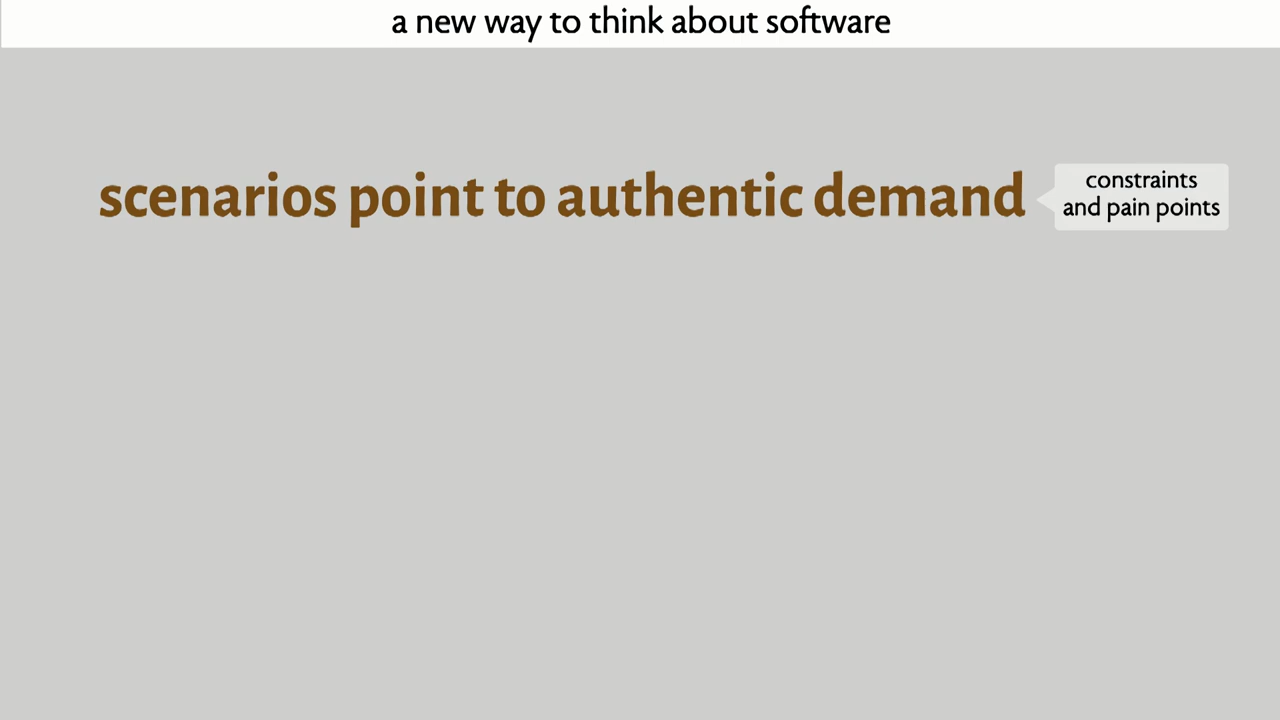 a new way to think about software
scenarios point to authentic demand
constraints
and pain points